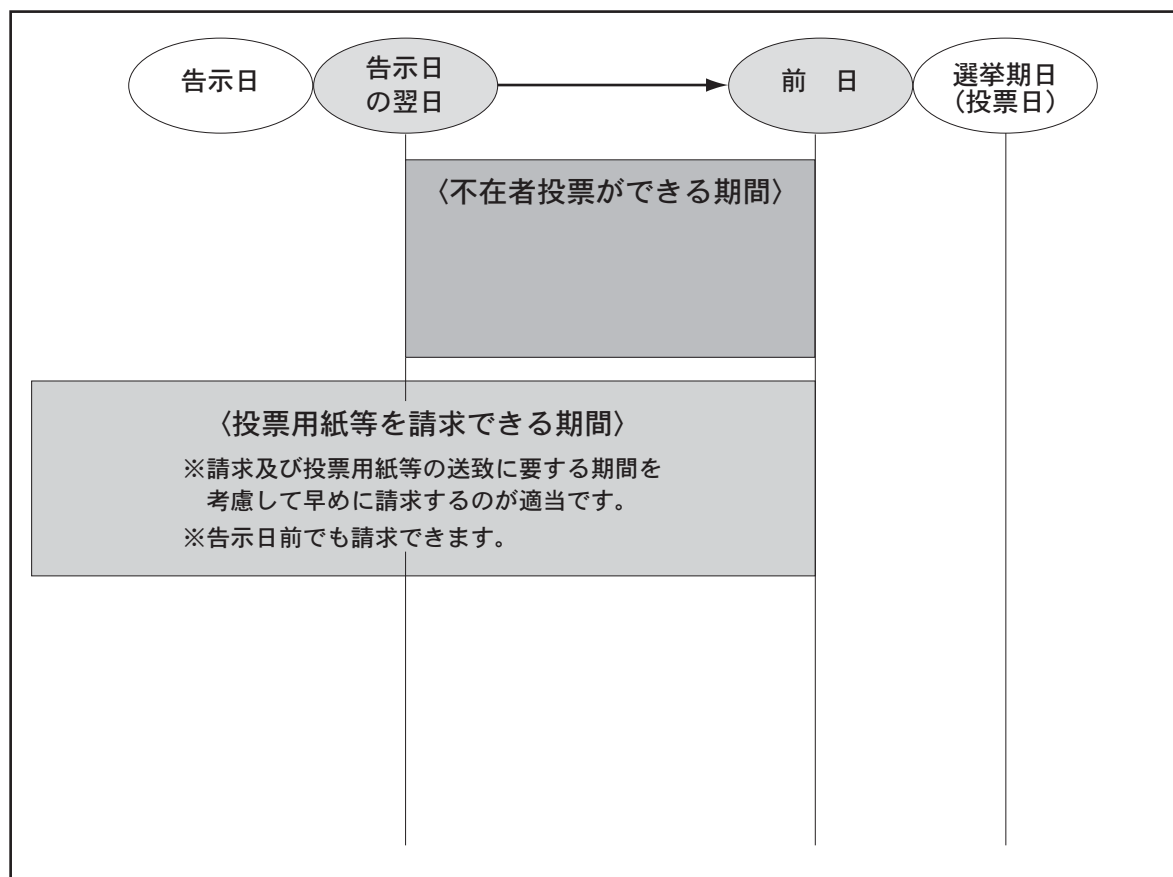 告示日
告示日
の翌日
前　日
選挙期日
（投票日）
〈不在者投票ができる期間〉
〈投票用紙等を請求できる期間〉
※請求及び投票用紙等の送致に要する期間を
考慮して早めに請求するのが適当です。
※告示日前でも請求できます。